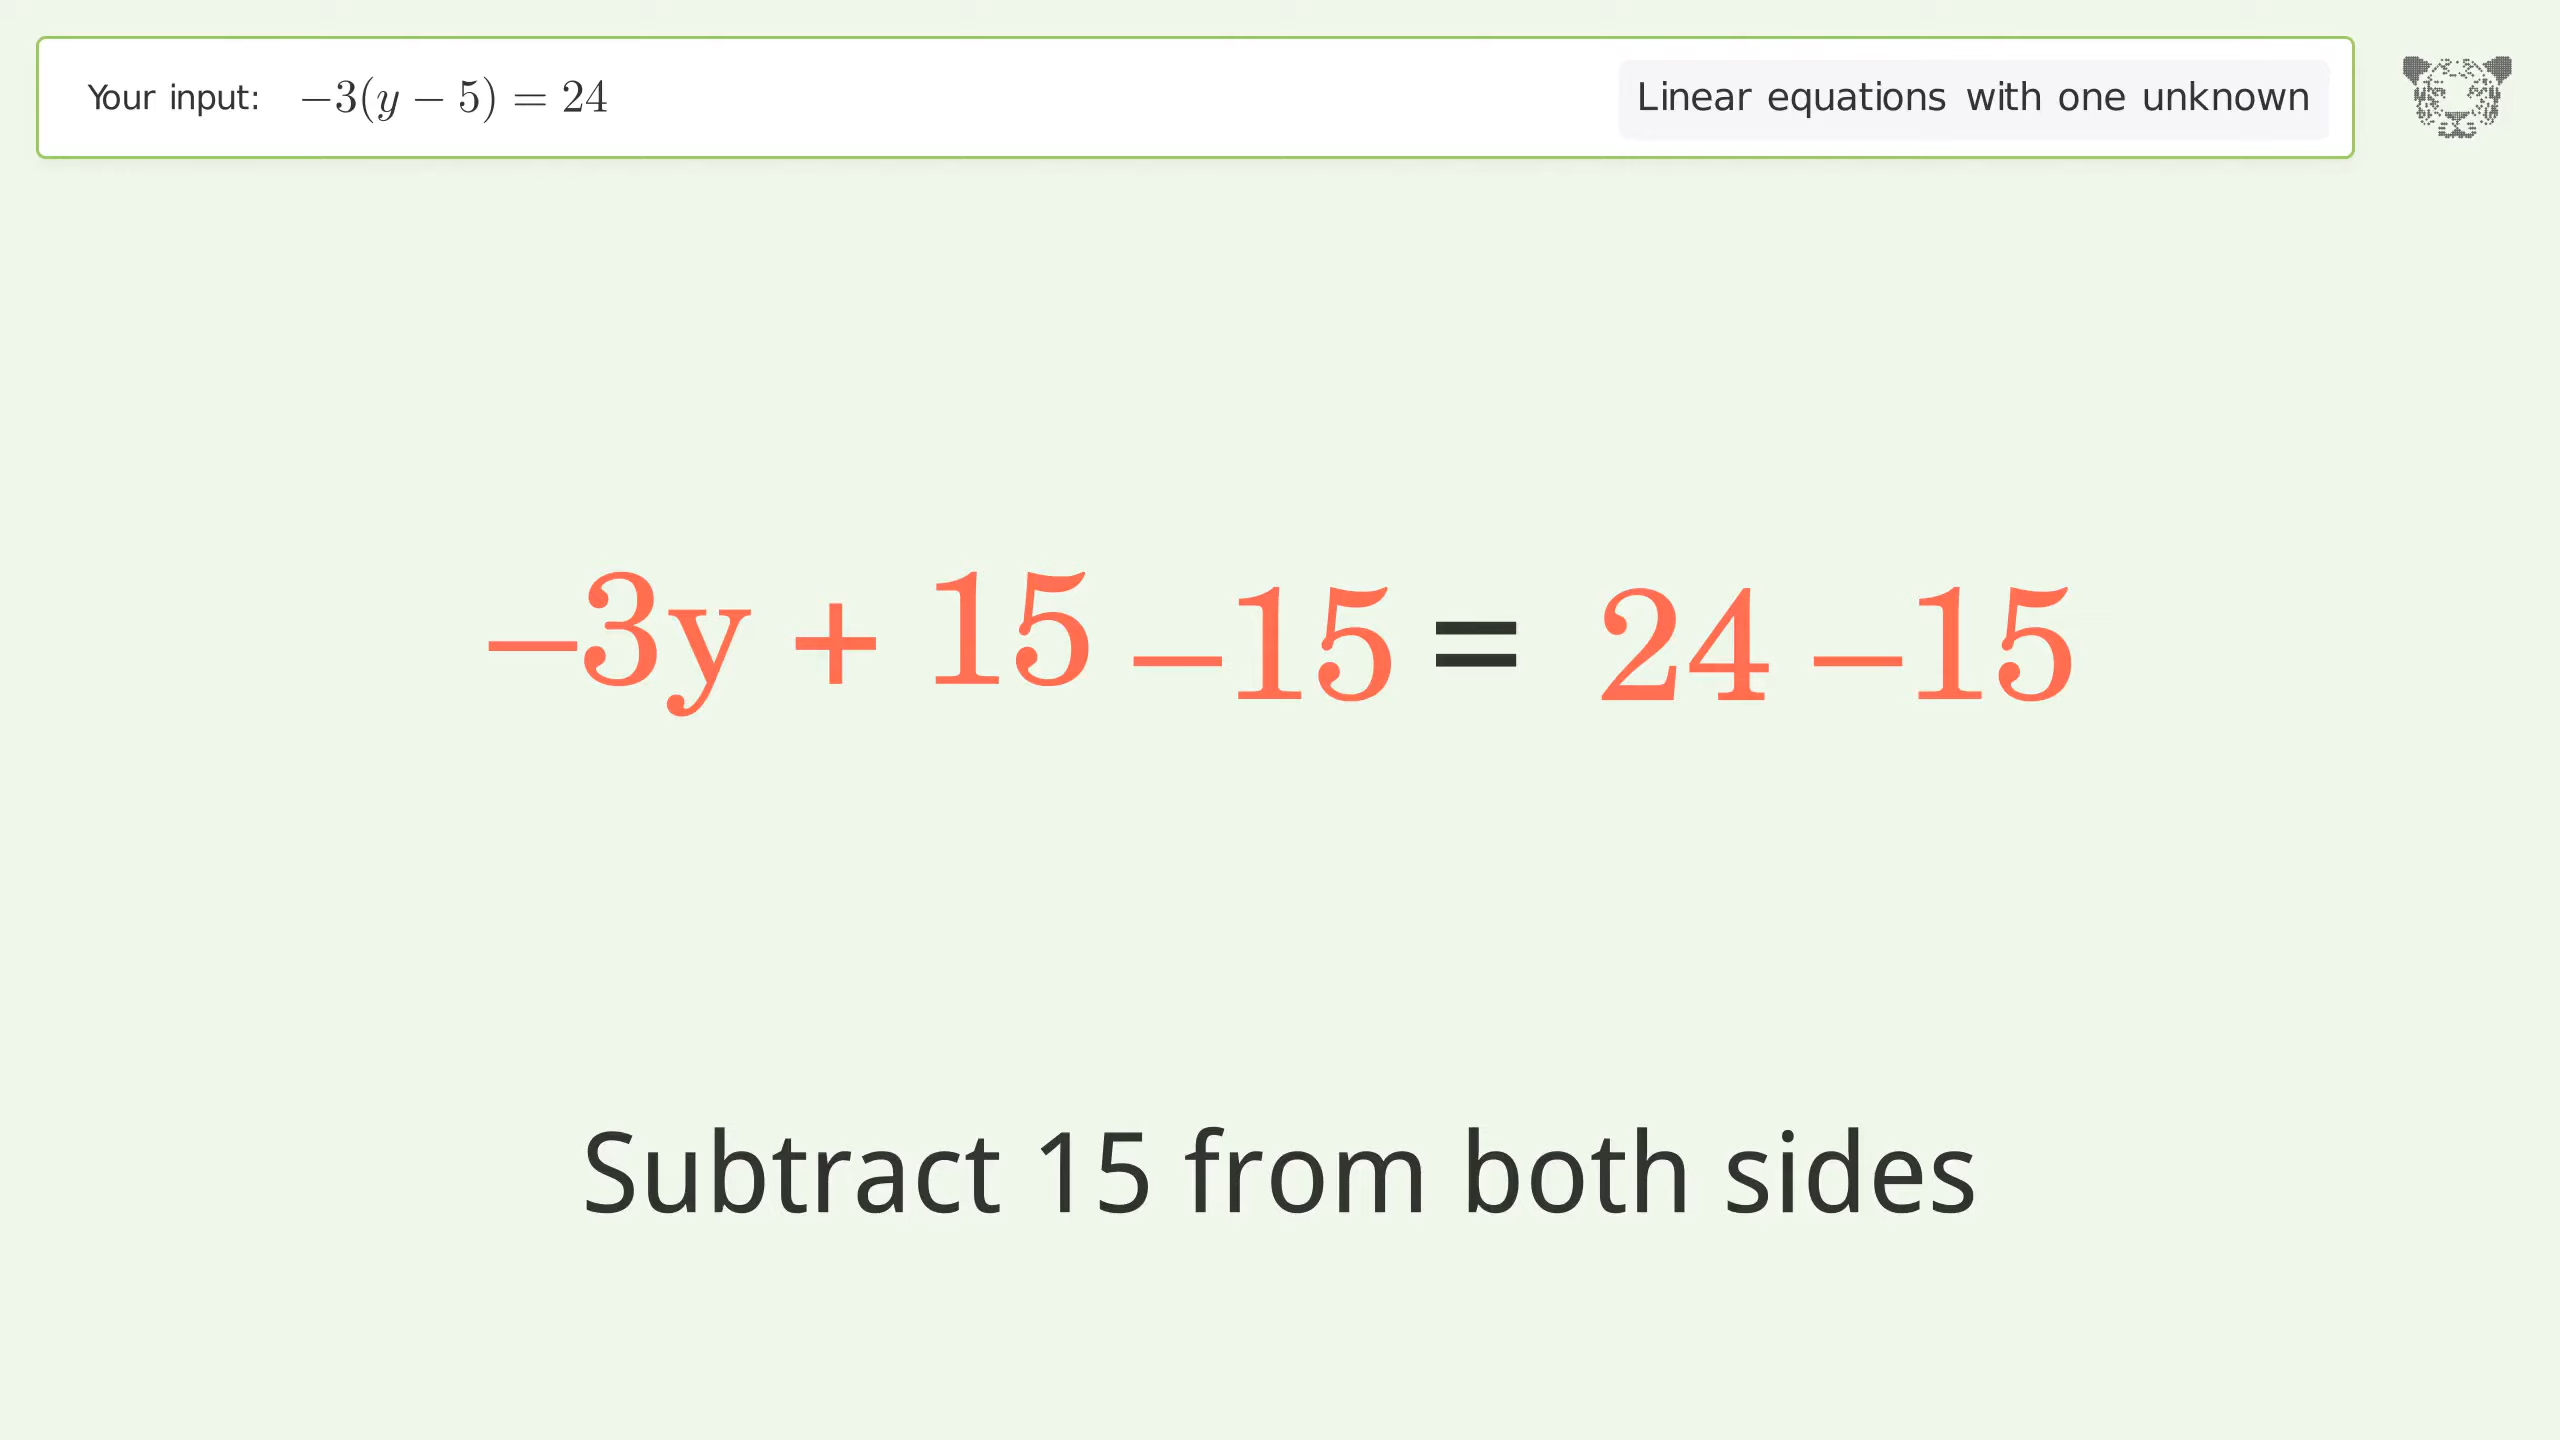 Your input: −3(y − 5) = 24
Linear equations with one unknown
−3y + 15 −15 = 24 −15
Subtract 15 from both sides